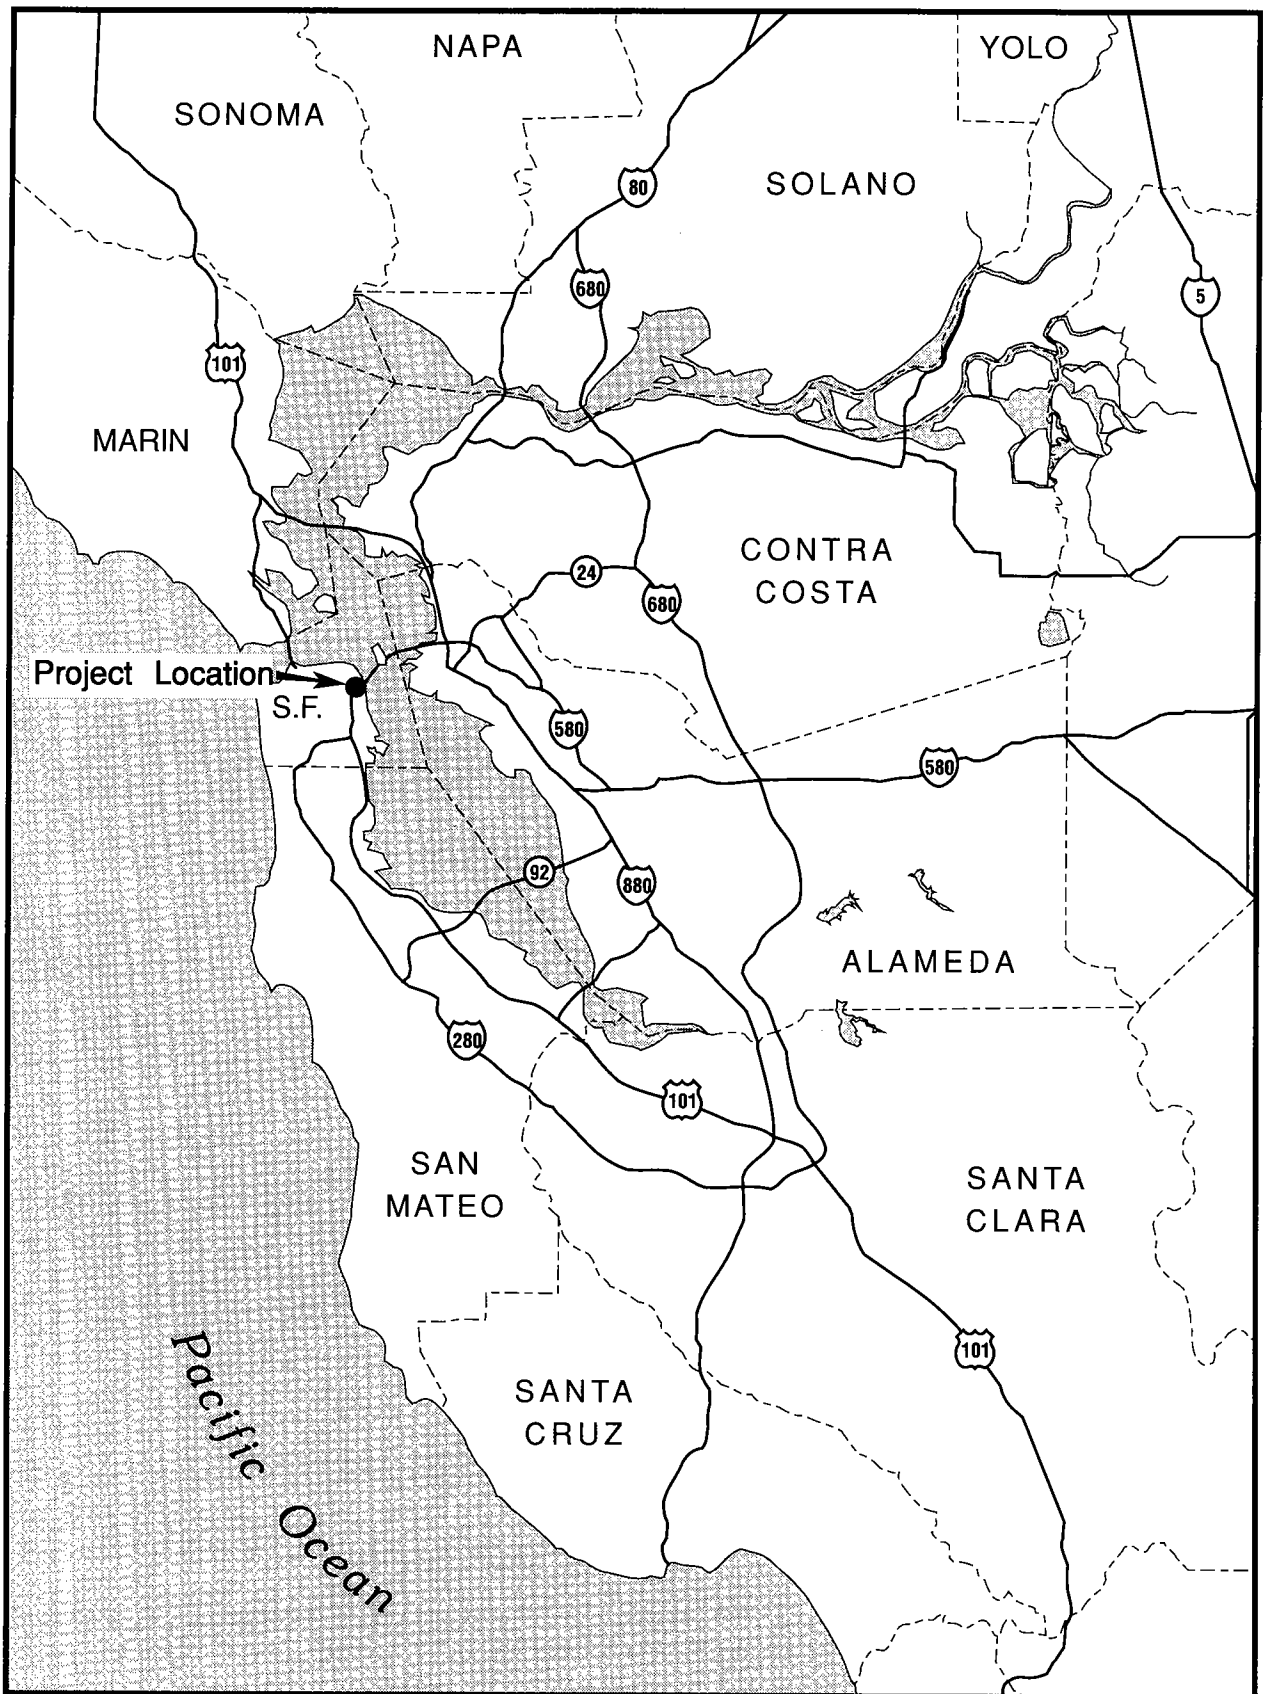 NAPA
YOLO
SONOMA
80
SOLANO
680
5
101
MARIN
CONTRA
COSTA
24
680
Project Location
S.F.
580
580
92
880
ALAMEDA
280
101
SAN
MATEO
SANTA
CLARA
101
SANTA
CRUZ
Pacific Ocean